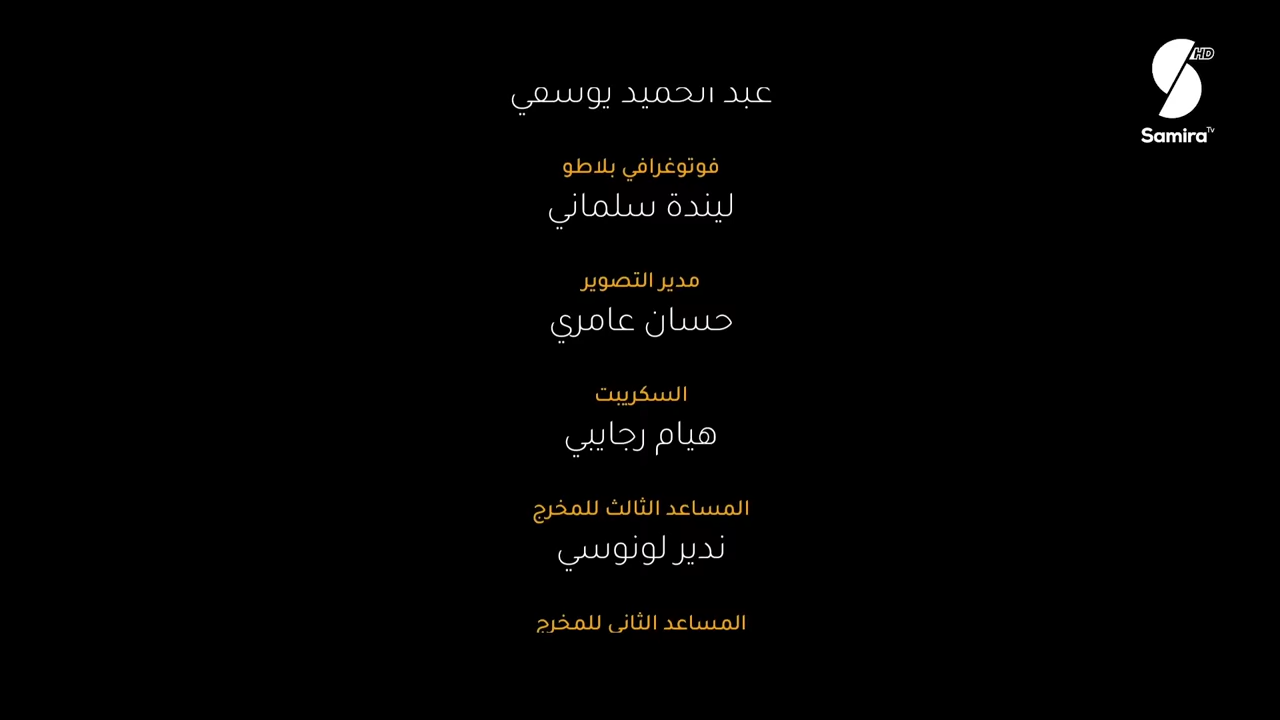 عبد الحميد يوسفي
فوتوغرافي بلاطو
ليندة سلماني
مدير التصوير
حسان عامري
السكريبت
هيام رجايبي
المساعد الثالث للمخرج
ندير لونوسي
المساعد الثاني للمخرج
HD
Samira Tv